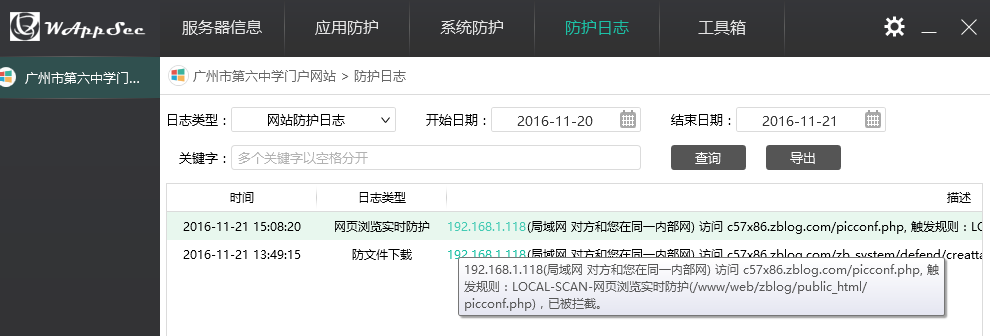 WAppSec 服务器信息 应用防护 系统防护 防护日志 工具箱
广州市第六中学门... 广州市第六中学门户网站 > 防护日志
日志类型： 网站防护日志 开始日期： 2016-11-20 结束日期： 2016-11-21
关键字： 多个关键字以空格分开 查询 导出
时间 日志类型 描述
2016-11-21 15:08:20 网页浏览实时防护 192.168.1.118(局域网 对方和您在同一内部网) 访问 c57x86.zblog.com/picconf.php, 触发规则：LO
2016-11-21 13:49:15 防文件下载 192.168.1.118(局域网 对方和您在同一内部网) 访问 c57x86.zblog.com/zb_system/defend/creatta
192.168.1.118(局域网 对方和您在同一内部网) 访问 c57x86.zblog.com/picconf.php, 触
发规则：LOCAL-SCAN-网页浏览实时防护(/www/web/zblog/public_html/
picconf.php)，已被拦截。